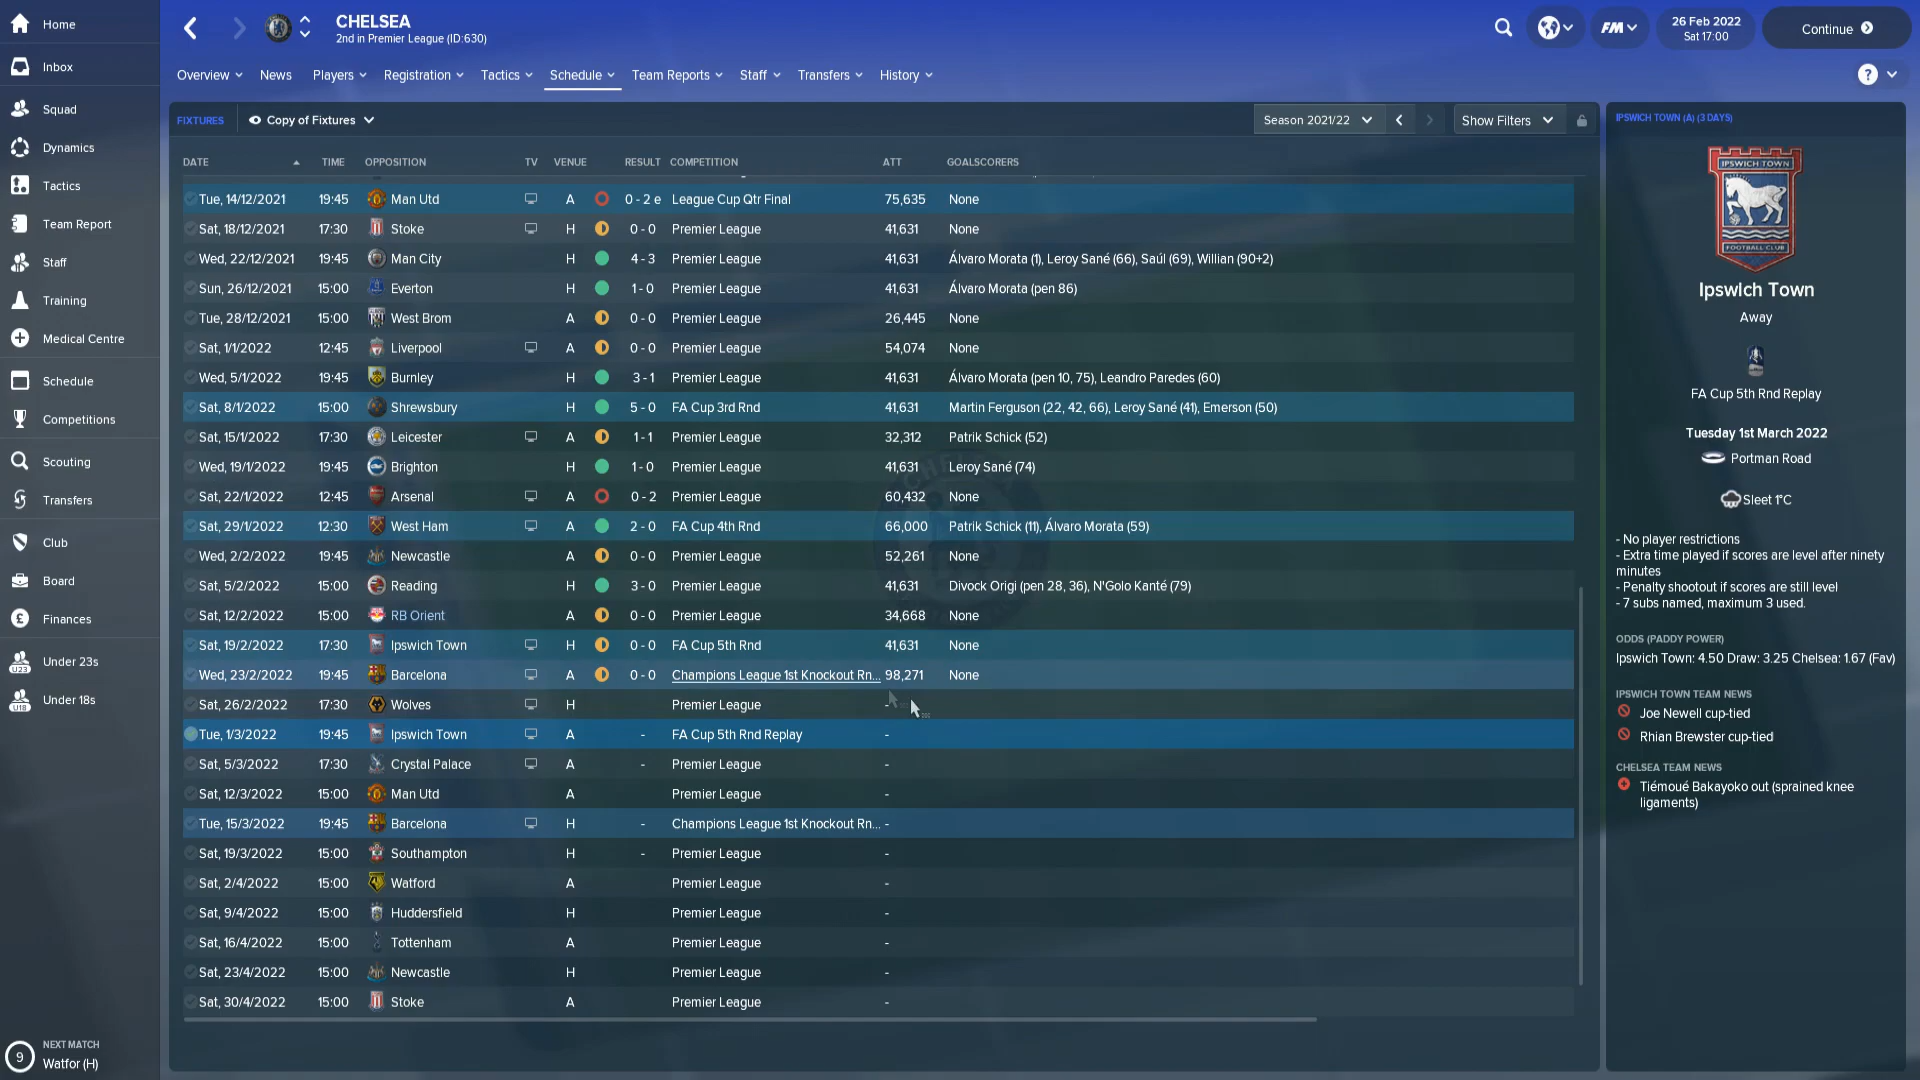 Home
Inbox
Squad
Dynamics
Tactics
Team Report
Staff
Training
Medical Centre
Schedule
Competitions
Scouting
Transfers
Club
Board
Finances
U23 Under 23s
U18 Under 18s
9 NEXT MATCH
Watfor (H)
CHELSEA
2nd in Premier League (ID:630)
FM
26 Feb 2022
Sat 17:00
Continue
Overview News Players Registration Tactics Schedule Team Reports Staff Transfers History
?
FIXTURES Copy of Fixtures Season 2021/22 Show Filters
DATE TIME OPPOSITION TV VENUE RESULT COMPETITION ATT GOALSCORERS
Tue, 14/12/2021 19:45 Man Utd A 0 - 2 e League Cup Qtr Final 75,635 None
Sat, 18/12/2021 17:30 Stoke H 0 - 0 Premier League 41,631 None
Wed, 22/12/2021 19:45 Man City H 4 - 3 Premier League 41,631 Álvaro Morata (1), Leroy Sané (66), Saúl (69), Willian (90+2)
Sun, 26/12/2021 15:00 Everton H 1 - 0 Premier League 41,631 Álvaro Morata (pen 86)
Tue, 28/12/2021 15:00 West Brom A 0 - 0 Premier League 26,445 None
Sat, 1/1/2022 12:45 Liverpool A 0 - 0 Premier League 54,074 None
Wed, 5/1/2022 19:45 Burnley H 3 - 1 Premier League 41,631 Álvaro Morata (pen 10, 75), Leandro Paredes (60)
Sat, 8/1/2022 15:00 Shrewsbury H 5 - 0 FA Cup 3rd Rnd 41,631 Martin Ferguson (22, 42, 66), Leroy Sané (41), Emerson (50)
Sat, 15/1/2022 17:30 Leicester A 1 - 1 Premier League 32,312 Patrik Schick (52)
Wed, 19/1/2022 19:45 Brighton H 1 - 0 Premier League 41,631 Leroy Sané (74)
Sat, 22/1/2022 12:45 Arsenal A 0 - 2 Premier League 60,432 None
Sat, 29/1/2022 12:30 West Ham A 2 - 0 FA Cup 4th Rnd 66,000 Patrik Schick (11), Álvaro Morata (59)
Wed, 2/2/2022 19:45 Newcastle A 0 - 0 Premier League 52,261 None
Sat, 5/2/2022 15:00 Reading H 3 - 0 Premier League 41,631 Divock Origi (pen 28, 36), N'Golo Kanté (79)
Sat, 12/2/2022 15:00 RB Orient A 0 - 0 Premier League 34,668 None
Sat, 19/2/2022 17:30 Ipswich Town H 0 - 0 FA Cup 5th Rnd 41,631 None
Wed, 23/2/2022 19:45 Barcelona A 0 - 0 Champions League 1st Knockout Rn... 98,271 None
Sat, 26/2/2022 17:30 Wolves H Premier League -
Tue, 1/3/2022 19:45 Ipswich Town A - FA Cup 5th Rnd Replay -
Sat, 5/3/2022 17:30 Crystal Palace A - Premier League -
Sat, 12/3/2022 15:00 Man Utd A Premier League -
Tue, 15/3/2022 19:45 Barcelona H - Champions League 1st Knockout Rn... -
Sat, 19/3/2022 15:00 Southampton H - Premier League -
Sat, 2/4/2022 15:00 Watford A Premier League -
Sat, 9/4/2022 15:00 Huddersfield H Premier League -
Sat, 16/4/2022 15:00 Tottenham A Premier League -
Sat, 23/4/2022 15:00 Newcastle H Premier League -
Sat, 30/4/2022 15:00 Stoke A Premier League -
IPSWICH TOWN (A) (3 DAYS)
IPSWICH TOWN
FOOTBALL CLUB
Ipswich Town
Away
FA Cup 5th Rnd Replay
Tuesday 1st March 2022
Portman Road
Sleet 1°C
- No player restrictions
- Extra time played if scores are level after ninety
minutes
- Penalty shootout if scores are still level
- 7 subs named, maximum 3 used.
ODDS (PADDY POWER)
Ipswich Town: 4.50 Draw: 3.25 Chelsea: 1.67 (Fav)
IPSWICH TOWN TEAM NEWS
Joe Newell cup-tied
Rhian Brewster cup-tied
CHELSEA TEAM NEWS
Tiémoué Bakayoko out (sprained knee
ligaments)